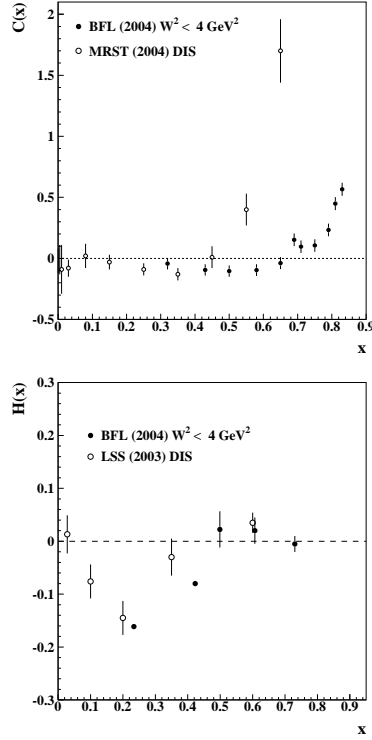 C(x)
2
BFL (2004) W² < 4 GeV²
MRST (2004) DIS
1.5
1
0.5
0
-0.5
0 0.1 0.2 0.3 0.4 0.5 0.6 0.7 0.8 0.9
x
H(x)
0.3
0.2
BFL (2004) W² < 4 GeV²
LSS (2003) DIS
0.1
0
-0.1
-0.2
-0.3
0 0.1 0.2 0.3 0.4 0.5 0.6 0.7 0.8 0.9
x